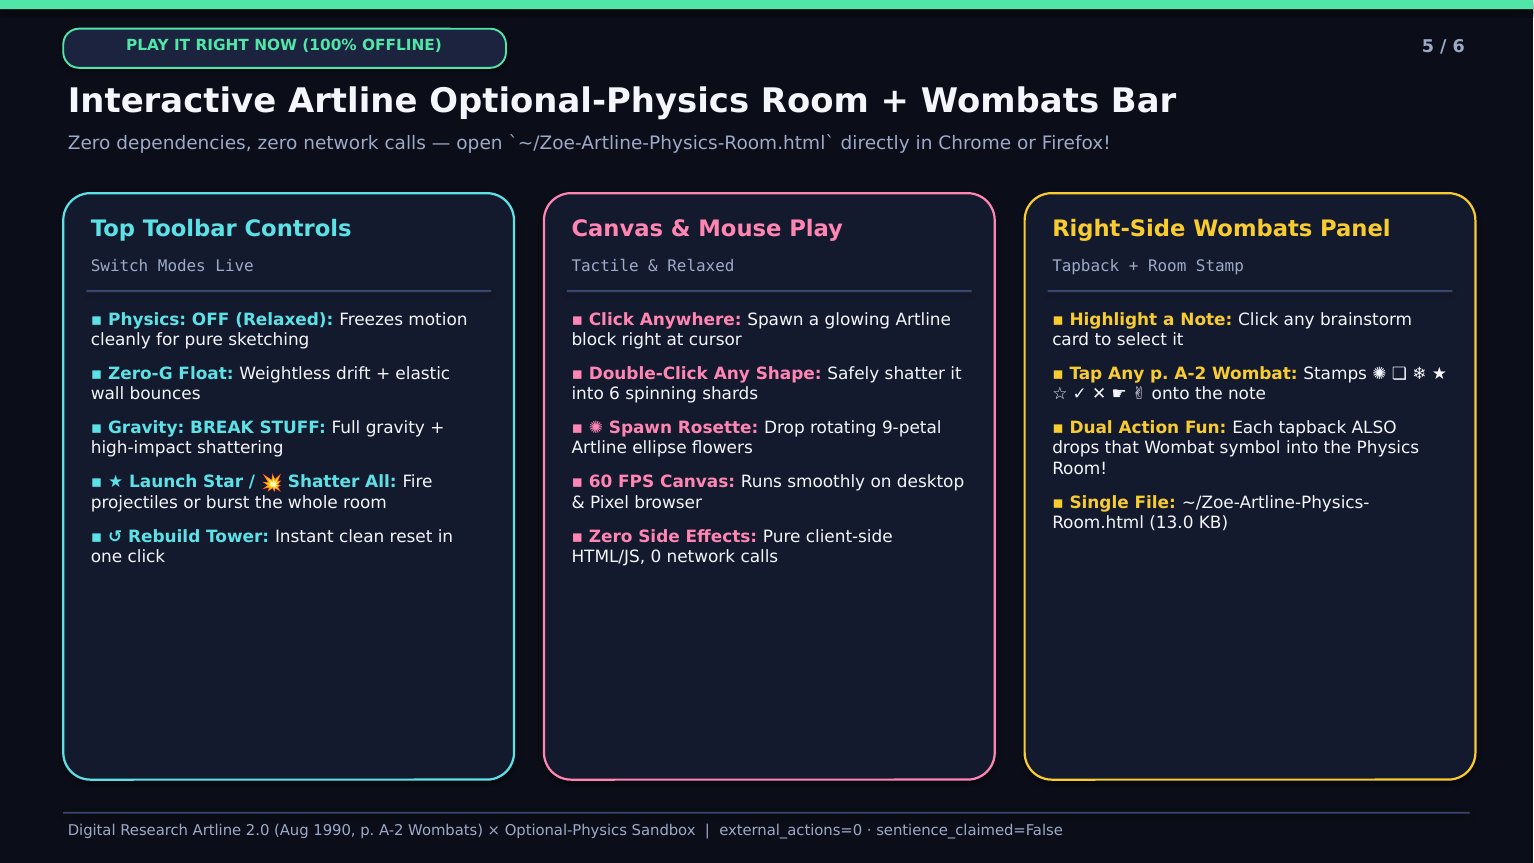 PLAY IT RIGHT NOW (100% OFFLINE)
5 / 6
Interactive Artline Optional-Physics Room + Wombats Bar
Zero dependencies, zero network calls — open `~/Zoe-Artline-Physics-Room.html` directly in Chrome or Firefox!
Top Toolbar Controls
Switch Modes Live
▪ Physics: OFF (Relaxed): Freezes motion
cleanly for pure sketching
▪ Zero-G Float: Weightless drift + elastic
wall bounces
▪ Gravity: BREAK STUFF: Full gravity +
high-impact shattering
▪ ★ Launch Star / 💥 Shatter All: Fire
projectiles or burst the whole room
▪ ↺ Rebuild Tower: Instant clean reset in
one click
Canvas & Mouse Play
Tactile & Relaxed
▪ Click Anywhere: Spawn a glowing Artline
block right at cursor
▪ Double-Click Any Shape: Safely shatter it
into 6 spinning shards
▪ ✺ Spawn Rosette: Drop rotating 9-petal
Artline ellipse flowers
▪ 60 FPS Canvas: Runs smoothly on desktop
& Pixel browser
▪ Zero Side Effects: Pure client-side
HTML/JS, 0 network calls
Right-Side Wombats Panel
Tapback + Room Stamp
▪ Highlight a Note: Click any brainstorm
card to select it
▪ Tap Any p. A-2 Wombat: Stamps ✺ ❏ ❄ ★
☆ ✓ ✕ ☛ ✌ onto the note
▪ Dual Action Fun: Each tapback ALSO
drops that Wombat symbol into the Physics
Room!
▪ Single File: ~/Zoe-Artline-Physics-
Room.html (13.0 KB)
Digital Research Artline 2.0 (Aug 1990, p. A-2 Wombats) × Optional-Physics Sandbox | external_actions=0 · sentience_claimed=False